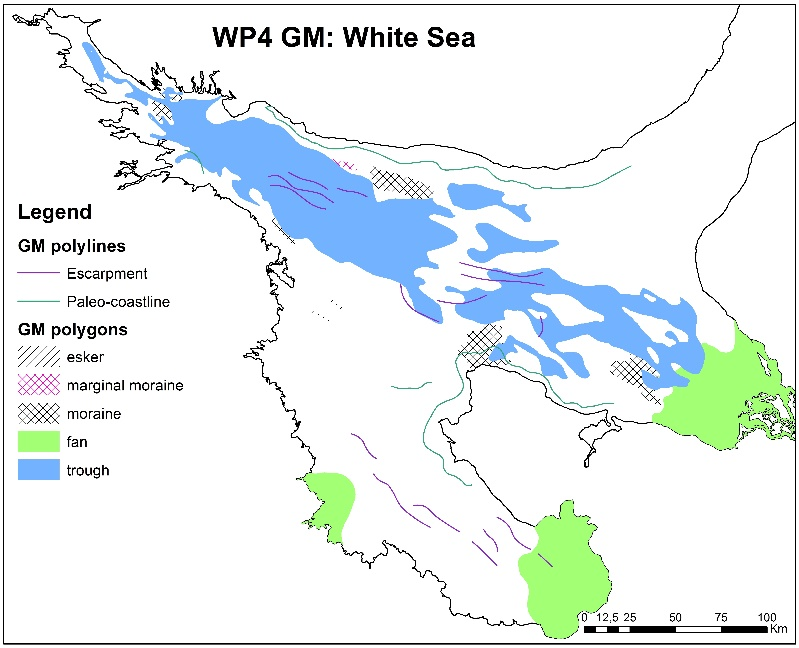 WP4 GM: White Sea
Legend
GM polylines
Escarpment
Paleo-coastline
GM polygons
esker
marginal moraine
moraine
fan
trough
0 12,5 25 50 75 100
Km